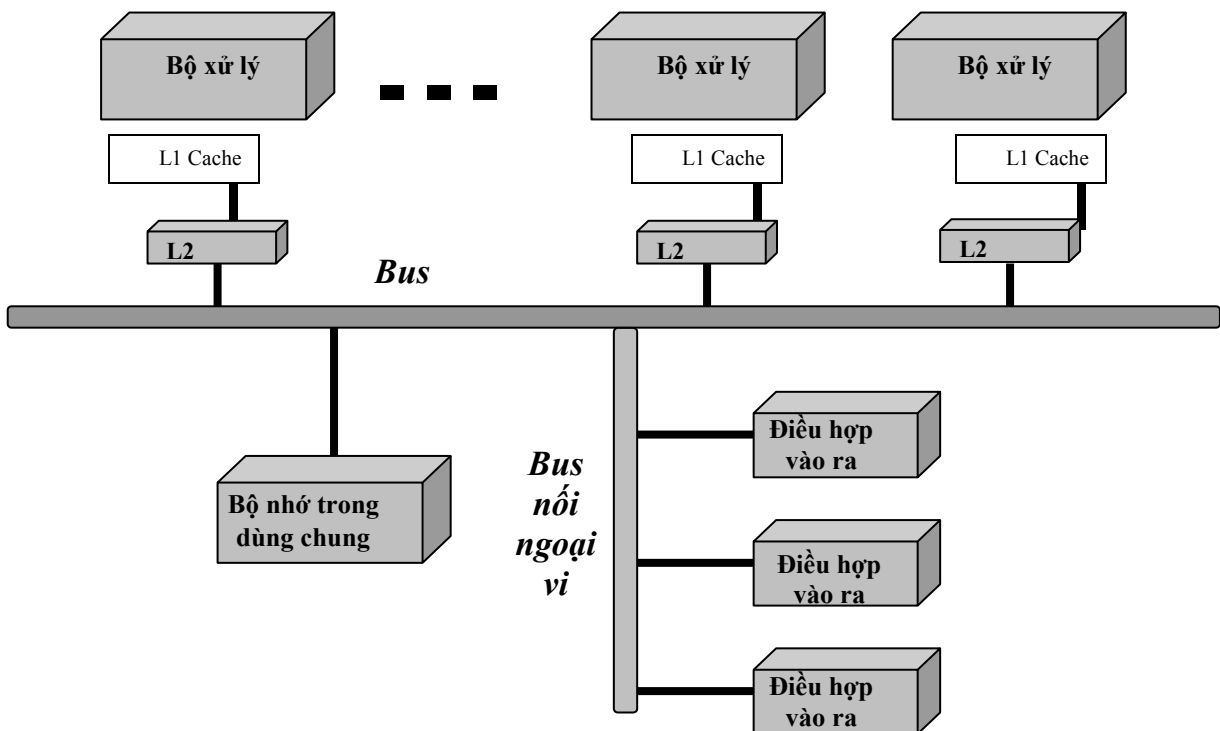 Bộ xử lý
Bộ xử lý
Bộ xử lý
L1 Cache
L1 Cache
L1 Cache
L2
L2
L2
Bus
Bộ nhớ trong
dùng chung
Bus
nối
ngoại
vi
Điều hợp
vào ra
Điều hợp
vào ra
Điều hợp
vào ra